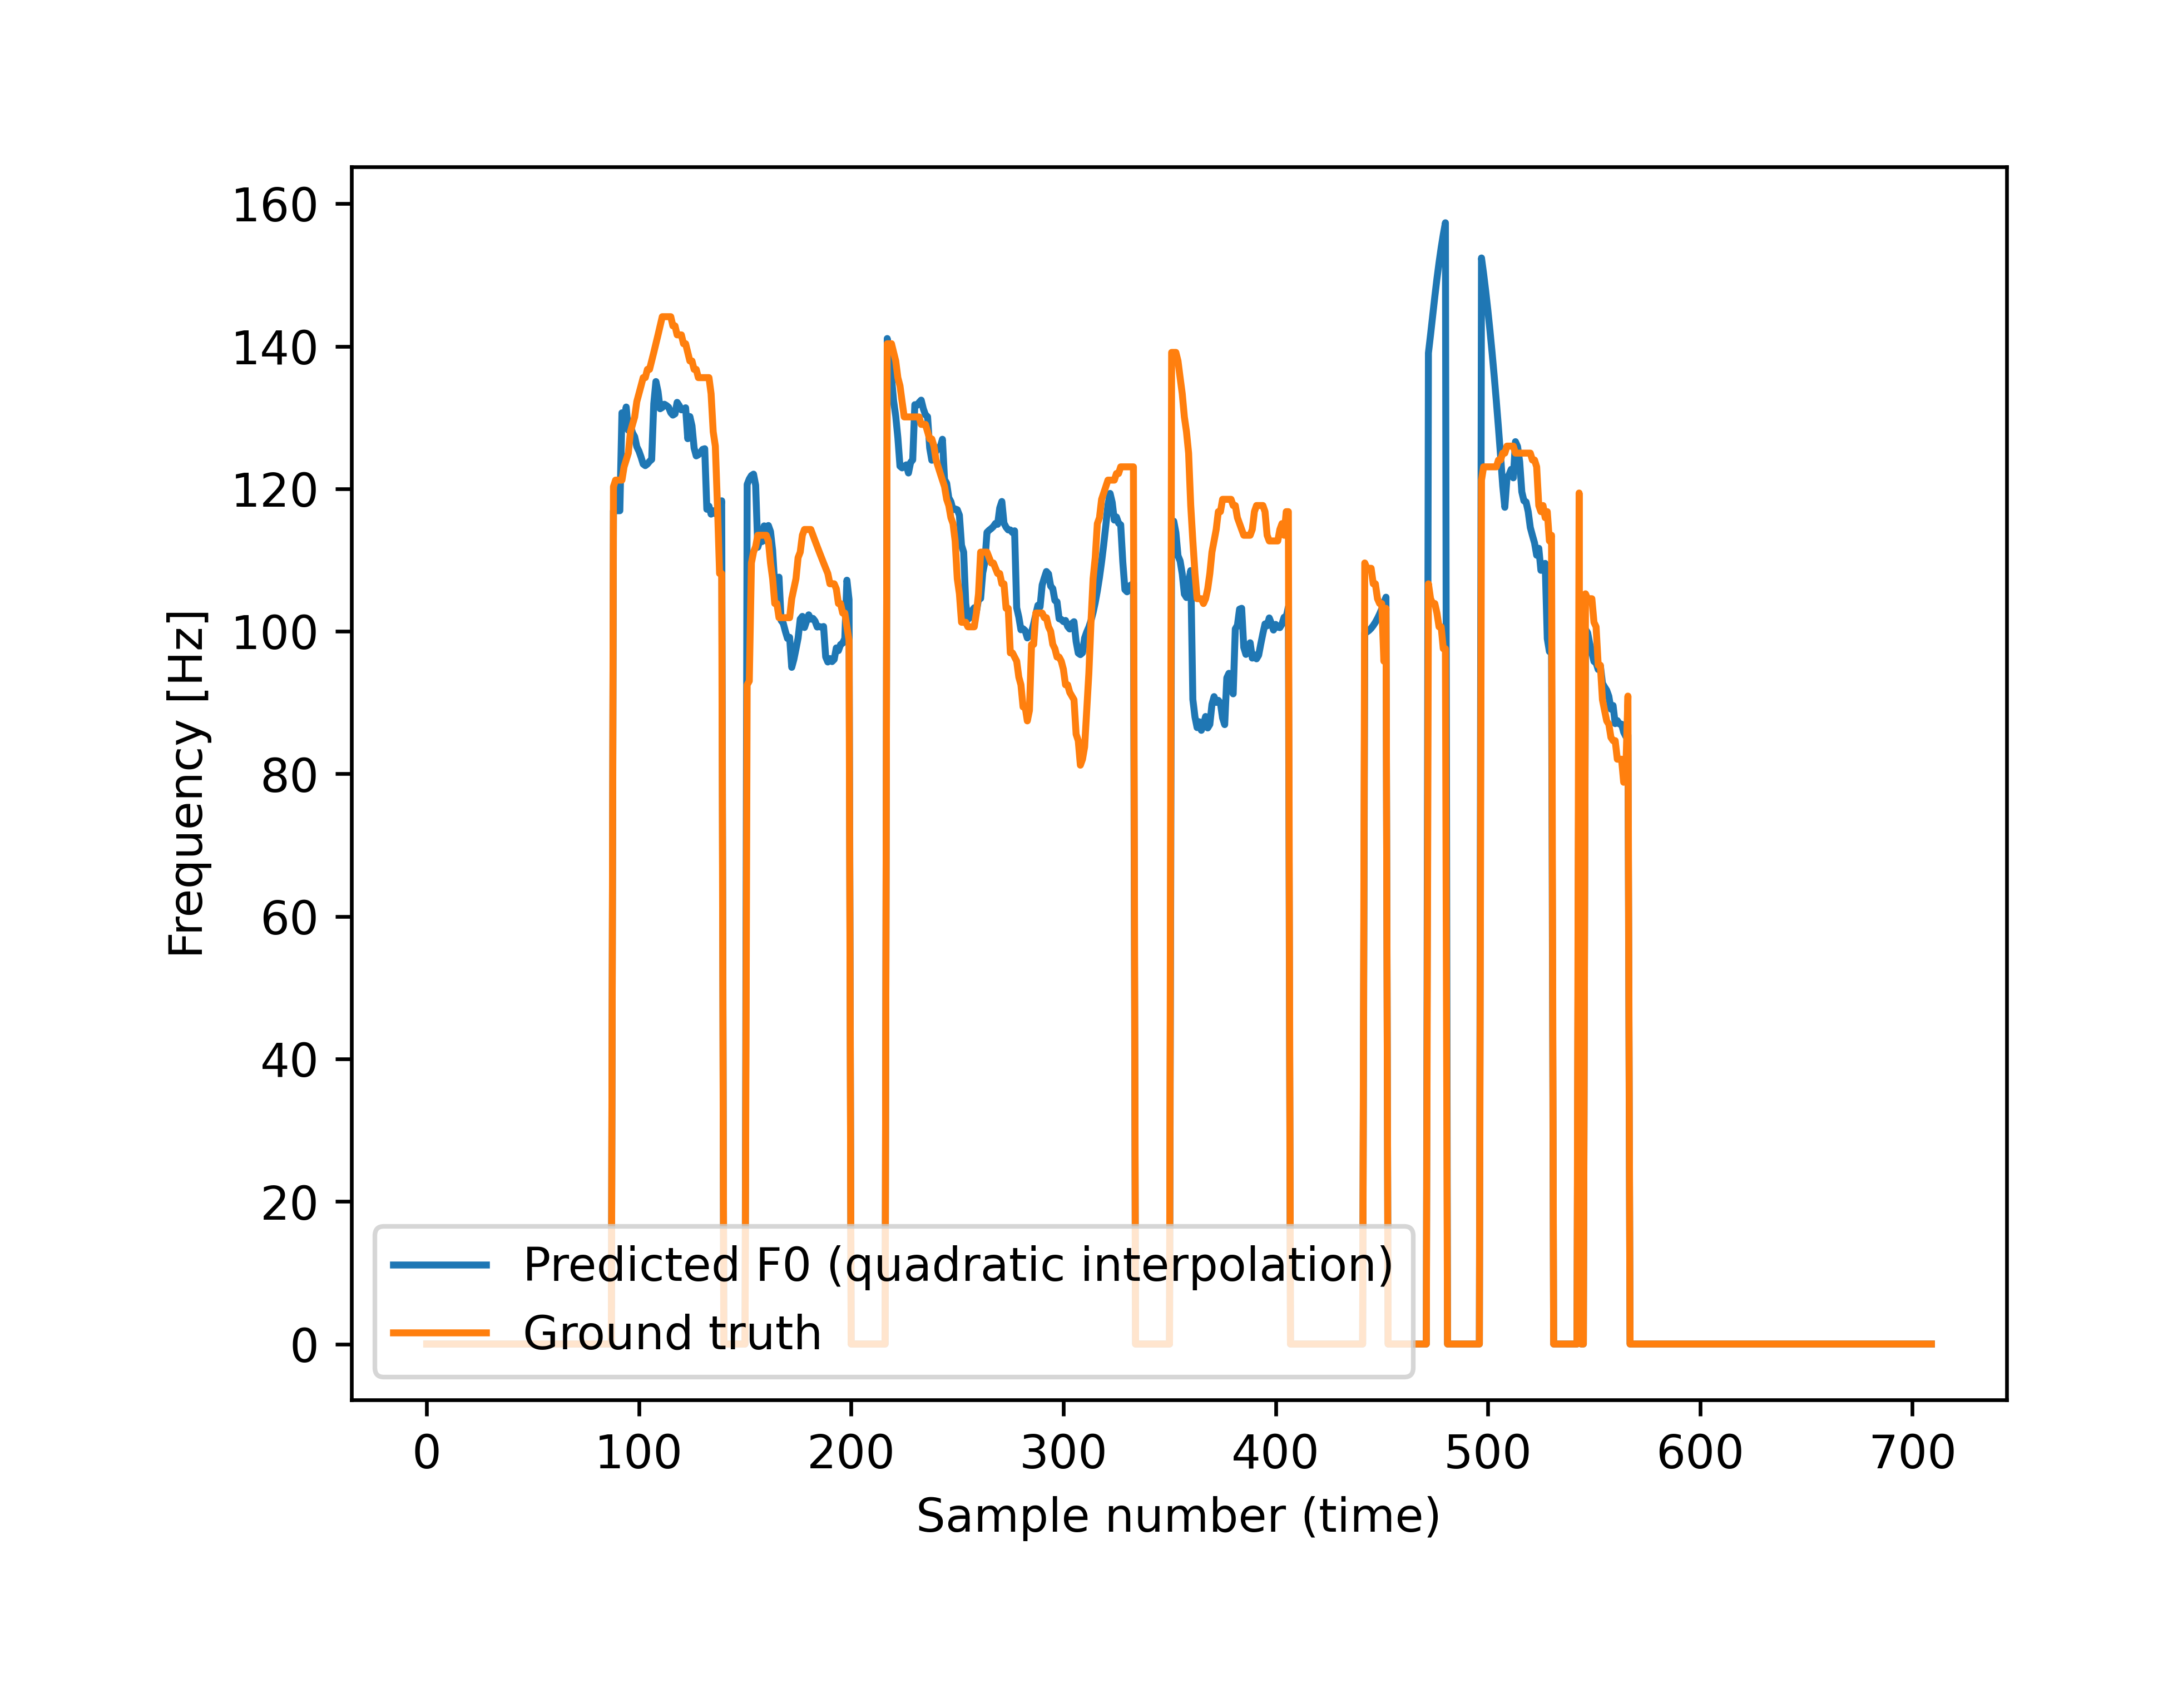 160
140
120
100
80
60
40
20
0
Frequency [Hz]
Predicted F0 (quadratic interpolation)
Ground truth
0 100 200 300 400 500 600 700
Sample number (time)